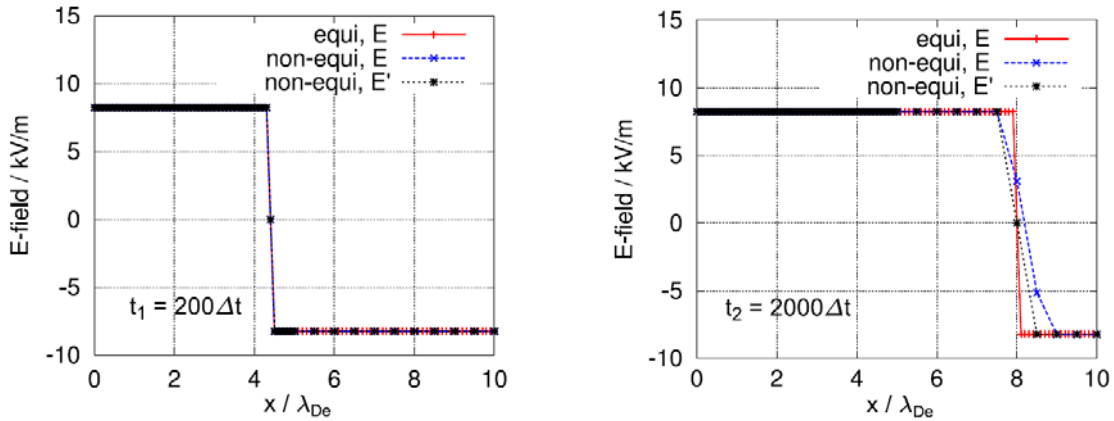 15
10
5
0
-5
-10
E-field / kV/m
equi, E
non-equi, E
non-equi, E'
t1 = 200Δt
0 2 4 6 8 10
x / λDe
15
10
5
0
-5
-10
E-field / kV/m
equi, E
non-equi, E
non-equi, E'
t2 = 2000Δt
0 2 4 6 8 10
x / λDe